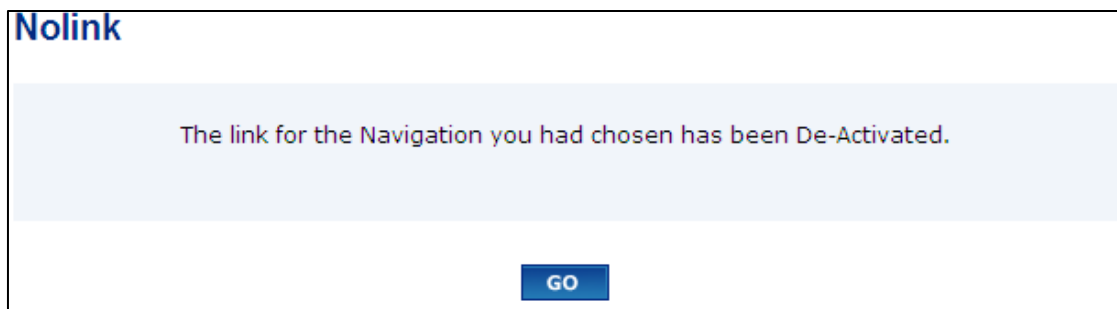 Nolink
The link for the Navigation you had chosen has been De-Activated.
GO